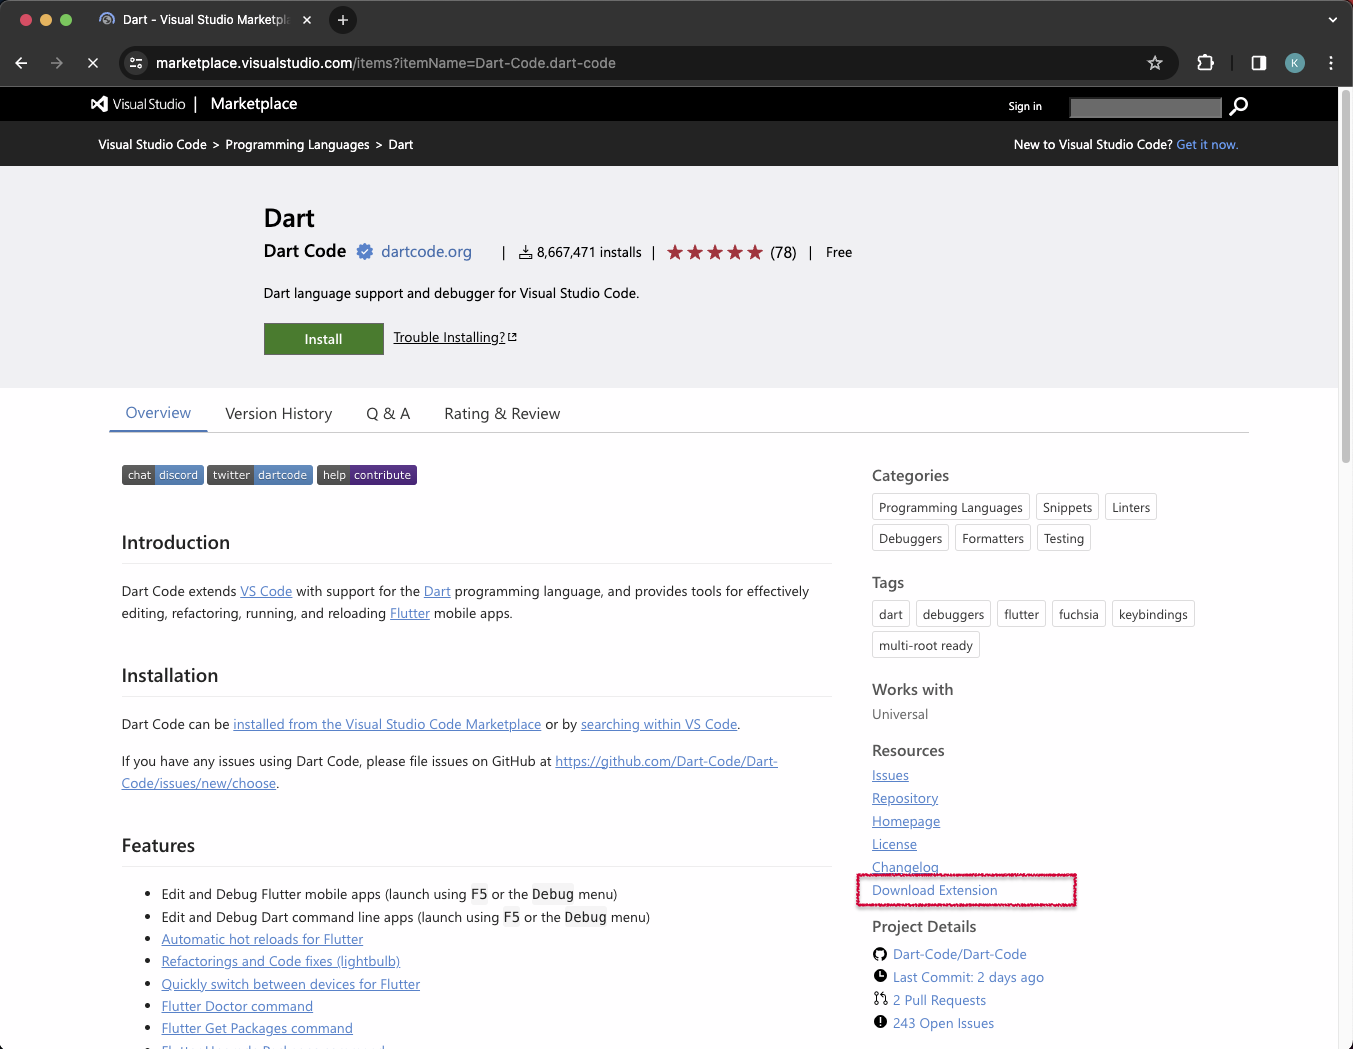 Dart - Visual Studio Marketpl
marketplace.visualstudio.com/items?itemName=Dart-Code.dart-code
K
Visual Studio | Marketplace
Sign in
Visual Studio Code > Programming Languages > Dart
New to Visual Studio Code? Get it now.
Dart
Dart Code dartcode.org | 8,667,471 installs | (78) | Free
Dart language support and debugger for Visual Studio Code.
Install
Trouble Installing?
Overview
Version History
Q & A
Rating & Review
chat discord twitter dartcode help contribute
Introduction
Dart Code extends VS Code with support for the Dart programming language, and provides tools for effectively
editing, refactoring, running, and reloading Flutter mobile apps.
Installation
Dart Code can be installed from the Visual Studio Code Marketplace or by searching within VS Code.
If you have any issues using Dart Code, please file issues on GitHub at https://github.com/Dart-Code/Dart-
Code/issues/new/choose.
Features
• Edit and Debug Flutter mobile apps (launch using F5 or the Debug menu)
• Edit and Debug Dart command line apps (launch using F5 or the Debug menu)
• Automatic hot reloads for Flutter
• Refactorings and Code fixes (lightbulb)
• Quickly switch between devices for Flutter
• Flutter Doctor command
• Flutter Get Packages command
Categories
Programming Languages Snippets Linters
Debuggers Formatters Testing
Tags
dart debuggers flutter fuchsia keybindings
multi-root ready
Works with
Universal
Resources
Issues
Repository
Homepage
License
Changelog
Download Extension
Project Details
Dart-Code/Dart-Code
Last Commit: 2 days ago
2 Pull Requests
243 Open Issues